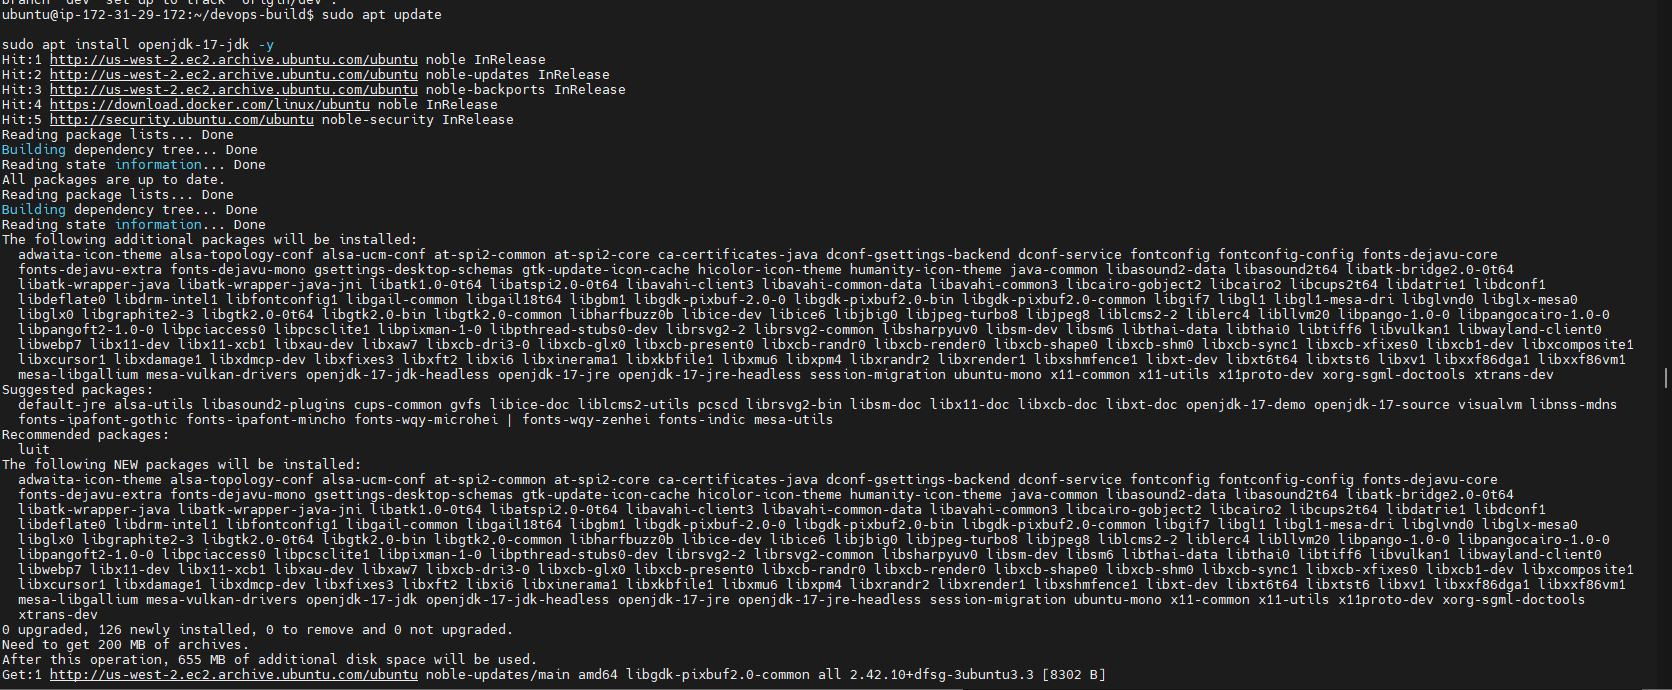 branch 'dev' set up to track 'origin/dev'.
ubuntu@ip-172-31-29-172:~/devops-build$ sudo apt update
sudo apt install openjdk-17-jdk -y
Hit:1 http://us-west-2.ec2.archive.ubuntu.com/ubuntu noble InRelease
Hit:2 http://us-west-2.ec2.archive.ubuntu.com/ubuntu noble-updates InRelease
Hit:3 http://us-west-2.ec2.archive.ubuntu.com/ubuntu noble-backports InRelease
Hit:4 https://download.docker.com/linux/ubuntu noble InRelease
Hit:5 http://security.ubuntu.com/ubuntu noble-security InRelease
Reading package lists... Done
Building dependency tree... Done
Reading state information... Done
All packages are up to date.
Reading package lists... Done
Building dependency tree... Done
Reading state information... Done
The following additional packages will be installed:
adwaita-icon-theme alsa-topology-conf alsa-ucm-conf at-spi2-common at-spi2-core ca-certificates-java dconf-gsettings-backend dconf-service fontconfig fontconfig-config fonts-dejavu-core
fonts-dejavu-extra fonts-dejavu-mono gsettings-desktop-schemas gtk-update-icon-cache hicolor-icon-theme humanity-icon-theme java-common libasound2-data libasound2t64 libatk-bridge2.0-0t64
libatk-wrapper-java libatk-wrapper-java-jni libatk1.0-0t64 libatspi2.0-0t64 libavahi-client3 libavahi-common-data libavahi-common3 libcairo-gobject2 libcairo2 libcups2t64 libdatrie1 libdconf1
libdeflate0 libdrm-intel1 libfontconfig1 libgail-common libgail18t64 libgbm1 libgdk-pixbuf-2.0-0 libgdk-pixbuf2.0-bin libgdk-pixbuf2.0-common libgif7 libgl1 libgl1-mesa-dri libglvnd0 libglx-mesa0
libglx0 libgraphite2-3 libgtk2.0-0t64 libgtk2.0-bin libgtk2.0-common libharfbuzz0b libice-dev libice6 libjbig0 libjpeg-turbo8 libjpeg8 liblcms2-2 liblerc4 libllvm20 libpango-1.0-0 libpangocairo-1.0-0
libpangoft2-1.0-0 libpciaccess0 libpcsclite1 libpixman-1-0 libpthread-stubs0-dev librsvg2-2 librsvg2-common libsharpyuv0 libsm-dev libsm6 libthai-data libthai0 libtiff6 libvulkan1 libwayland-client0
libwebp7 libx11-dev libx11-xcb1 libxau-dev libxaw7 libxcb-dri3-0 libxcb-glx0 libxcb-present0 libxcb-randr0 libxcb-render0 libxcb-shape0 libxcb-shm0 libxcb-sync1 libxcb-xfixes0 libxcb1-dev libxcomposite1
libxcursor1 libxdamage1 libxdmcp-dev libxfixes3 libxft2 libxi6 libxinerama1 libxkbfile1 libxmu6 libxpm4 libxrandr2 libxrender1 libxshmfence1 libxt-dev libxt6t64 libxtst6 libxv1 libxxf86dga1 libxxf86vm1
mesa-libgallium mesa-vulkan-drivers openjdk-17-jdk-headless openjdk-17-jre openjdk-17-jre-headless session-migration ubuntu-mono x11-common x11-utils x11proto-dev xorg-sgml-doctools xtrans-dev
Suggested packages:
default-jre alsa-utils libasound2-plugins cups-common gvfs libice-doc liblcms2-utils pcscd librsvg2-bin libsm-doc libx11-doc libxcb-doc libxt-doc openjdk-17-demo openjdk-17-source visualvm libnss-mdns
fonts-ipafont-gothic fonts-ipafont-mincho fonts-wqy-microhei | fonts-wqy-zenhei fonts-indic mesa-utils
Recommended packages:
luit
The following NEW packages will be installed:
adwaita-icon-theme alsa-topology-conf alsa-ucm-conf at-spi2-common at-spi2-core ca-certificates-java dconf-gsettings-backend dconf-service fontconfig fontconfig-config fonts-dejavu-core
fonts-dejavu-extra fonts-dejavu-mono gsettings-desktop-schemas gtk-update-icon-cache hicolor-icon-theme humanity-icon-theme java-common libasound2-data libasound2t64 libatk-bridge2.0-0t64
libatk-wrapper-java libatk-wrapper-java-jni libatk1.0-0t64 libatspi2.0-0t64 libavahi-client3 libavahi-common-data libavahi-common3 libcairo-gobject2 libcairo2 libcups2t64 libdatrie1 libdconf1
libdeflate0 libdrm-intel1 libfontconfig1 libgail-common libgail18t64 libgbm1 libgdk-pixbuf-2.0-0 libgdk-pixbuf2.0-bin libgdk-pixbuf2.0-common libgif7 libgl1 libgl1-mesa-dri libglvnd0 libglx-mesa0
libglx0 libgraphite2-3 libgtk2.0-0t64 libgtk2.0-bin libgtk2.0-common libharfbuzz0b libice-dev libice6 libjbig0 libjpeg-turbo8 libjpeg8 liblcms2-2 liblerc4 libllvm20 libpango-1.0-0 libpangocairo-1.0-0
libpangoft2-1.0-0 libpciaccess0 libpcsclite1 libpixman-1-0 libpthread-stubs0-dev librsvg2-2 librsvg2-common libsharpyuv0 libsm-dev libsm6 libthai-data libthai0 libtiff6 libvulkan1 libwayland-client0
libwebp7 libx11-dev libx11-xcb1 libxau-dev libxaw7 libxcb-dri3-0 libxcb-glx0 libxcb-present0 libxcb-randr0 libxcb-render0 libxcb-shape0 libxcb-shm0 libxcb-sync1 libxcb-xfixes0 libxcb1-dev libxcomposite1
libxcursor1 libxdamage1 libxdmcp-dev libxfixes3 libxft2 libxi6 libxinerama1 libxkbfile1 libxmu6 libxpm4 libxrandr2 libxrender1 libxshmfence1 libxt-dev libxt6t64 libxtst6 libxv1 libxxf86dga1 libxxf86vm1
mesa-libgallium mesa-vulkan-drivers openjdk-17-jdk openjdk-17-jdk-headless openjdk-17-jre openjdk-17-jre-headless session-migration ubuntu-mono x11-common x11-utils x11proto-dev xorg-sgml-doctools
xtrans-dev
0 upgraded, 126 newly installed, 0 to remove and 0 not upgraded.
Need to get 200 MB of archives.
After this operation, 655 MB of additional disk space will be used.
Get:1 http://us-west-2.ec2.archive.ubuntu.com/ubuntu noble-updates/main amd64 libgdk-pixbuf2.0-common all 2.42.10+dfsg-3ubuntu3.3 [8302 B]